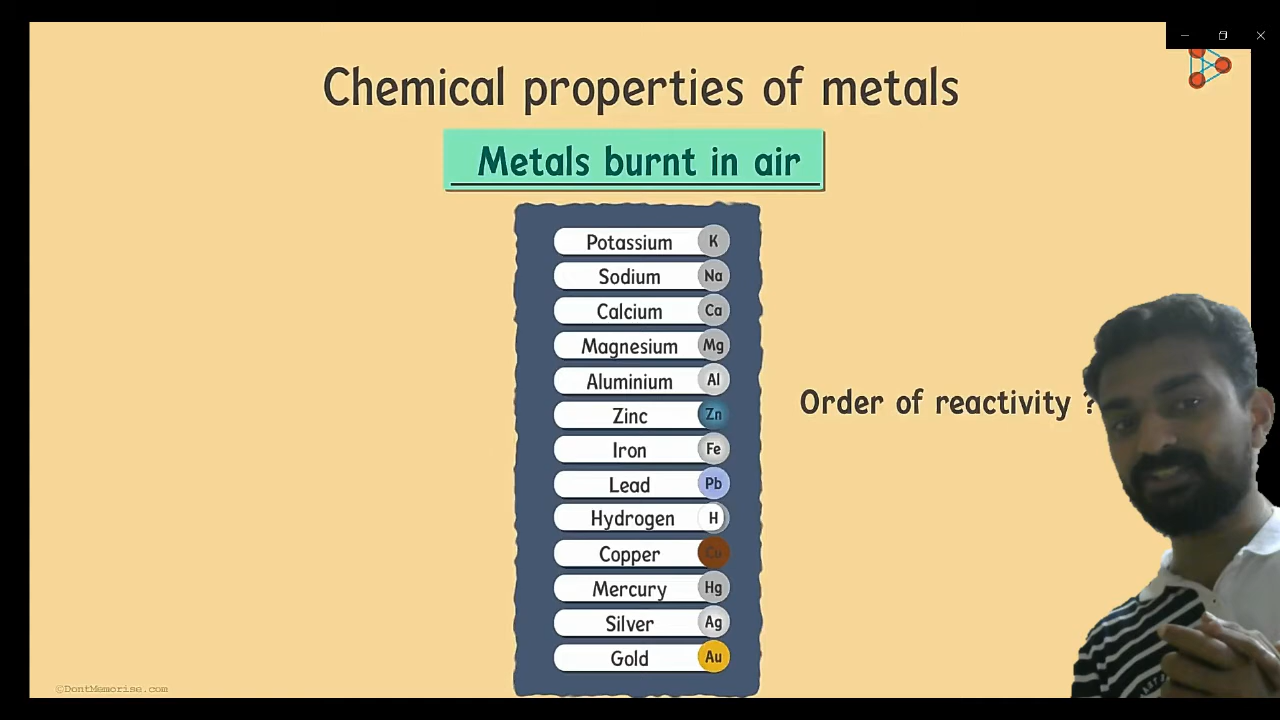 Chemical properties of metals
Metals burnt in air
Potassium K
Sodium Na
Calcium Ca
Magnesium Mg
Aluminium Al
Zinc Zn
Iron Fe
Lead Pb
Order of reactivity ?
Hydrogen H
Copper Cu
Mercury Hg
Silver Ag
Gold Au
©DontMemorise.com